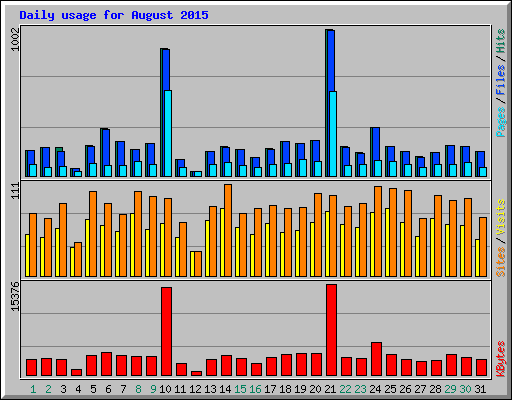 Daily usage for August 2015
1002
Pages / Files / Hits
111
Sites / Visits
15376
KBytes
1 2 3 4 5 6 7 8 9 10 11 12 13 14 15 16 17 18 19 20 21 22 23 24 25 26 27 28 29 30 31